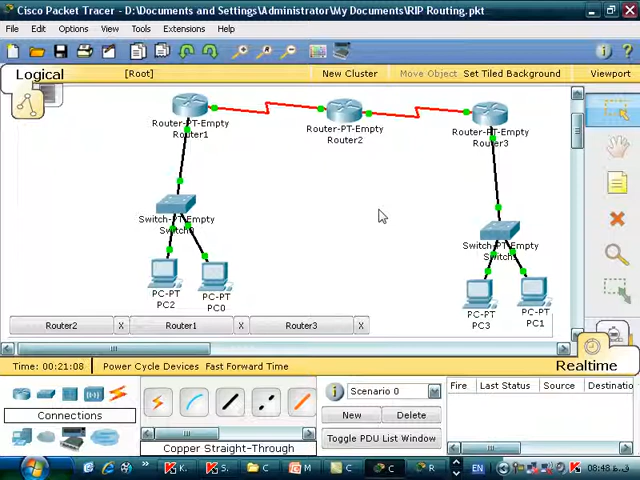 Cisco Packet Tracer - D:\Documents and Settings\Administrator\My Documents\RIP Routing.pkt
File Edit Options View Tools Extensions Help
Logical [Root] New Cluster Move Object Set Tiled Background Viewport
Router-PT-Empty
Router1
Router-PT-Empty
Router2
Router-PT-Empty
Router3
Switch-PT-Empty
Switch0
Switch-PT-Empty
PC-PT
PC2
PC-PT
PC0
PC-PT
PC3
PC-PT
PC1
Router2 X Router1 X Router3 X
Time: 00:21:08 Power Cycle Devices Fast Forward Time Realtime
Scenario 0
New Delete
Toggle PDU List Window
Fire Last Status Source Destinatio
Connections
Copper Straight-Through
K. S. C M C C R EN 08:48